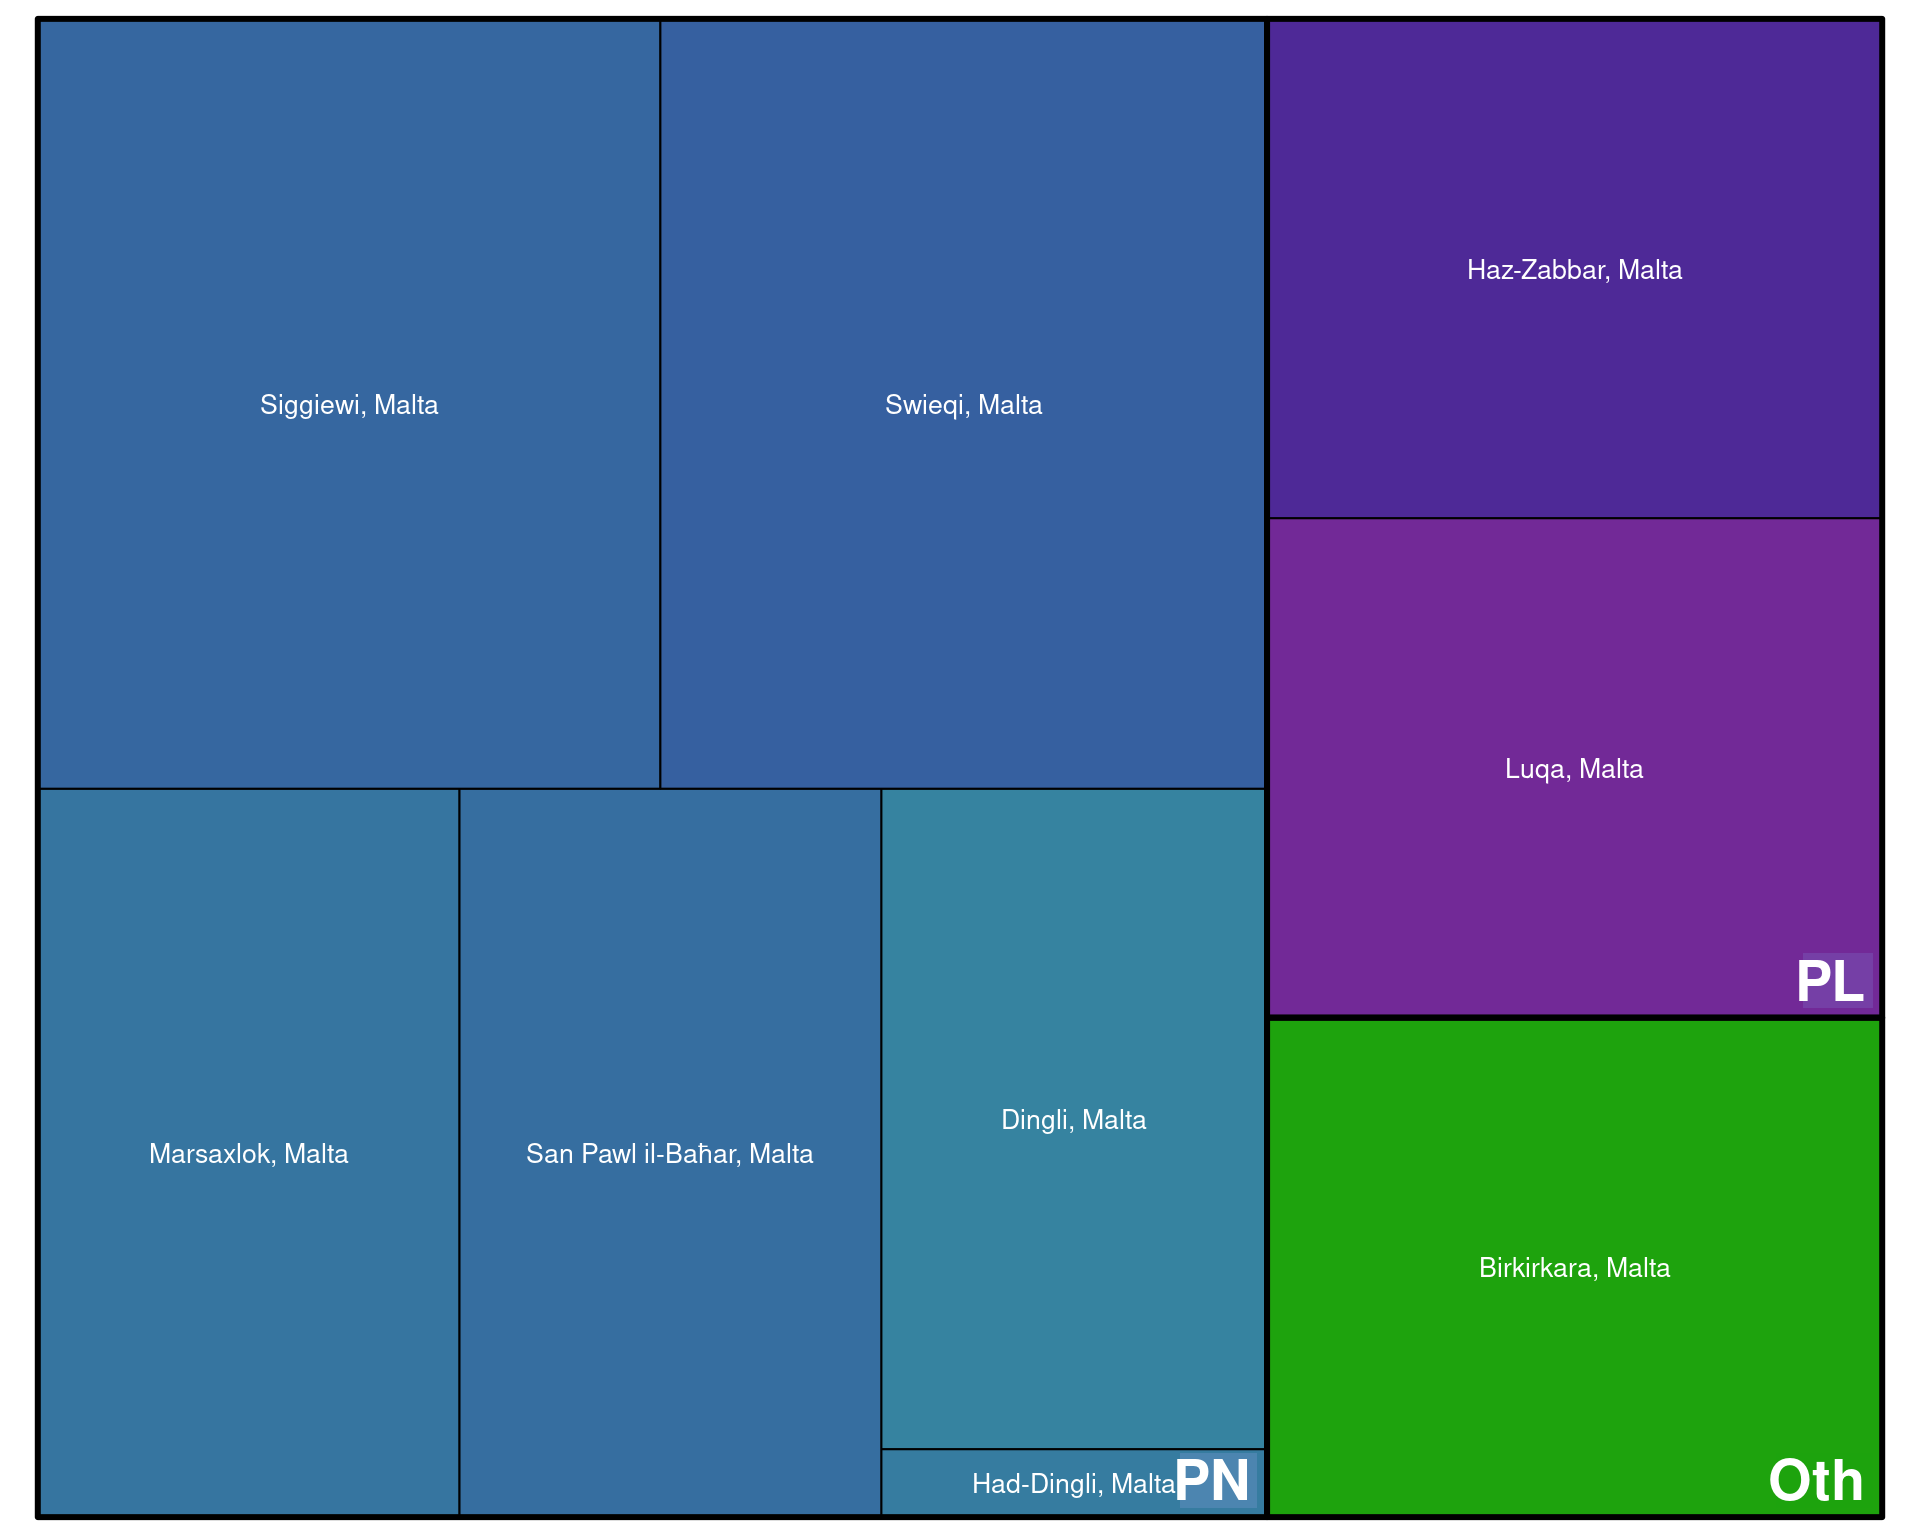 Siggiewi, Malta
Swieqi, Malta
Haz-Zabbar, Malta
Luqa, Malta
PL
Marsaxlok, Malta
San Pawl il-Baħar, Malta
Dingli, Malta
Had-Dingli, Malta
PN
Birkirkara, Malta
Oth